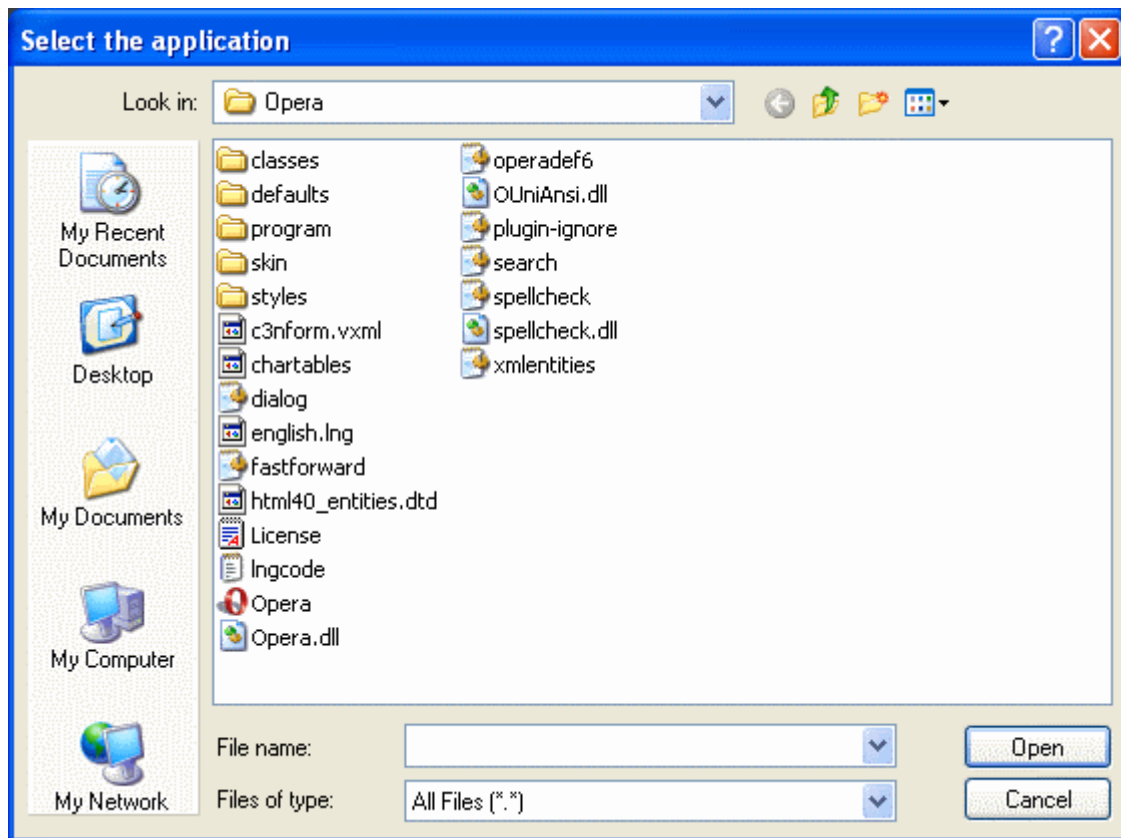 Select the application
Look in:
Opera
My Recent
Documents
Desktop
My Documents
My Computer
My Network
classes
defaults
program
skin
styles
c3nform.vxml
chartables
dialog
english.lng
fastforward
html40_entities.dtd
License
lngcode
Opera
Opera.dll
operadef6
OUniAnsi.dll
plugin-ignore
search
spellcheck
spellcheck.dll
xmlentities
File name:
Open
Files of type:
All Files (*.*)
Cancel